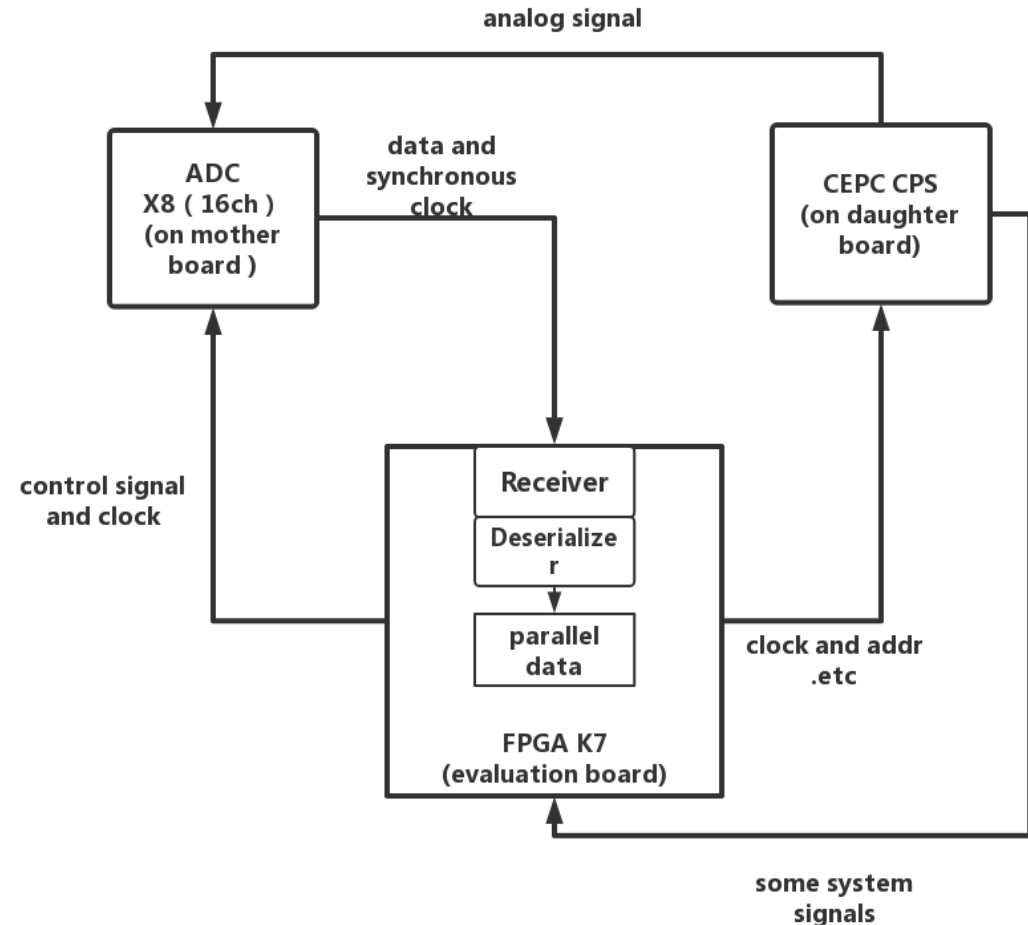 analog signal
ADC
X8 ( 16ch )
(on mother
board )
data and
synchronous
clock
CEPC CPS
(on daughter
board)
control signal
and clock
Receiver
Deserialize
r
parallel
data
clock and addr
.etc
FPGA K7
(evaluation board)
some system
signals